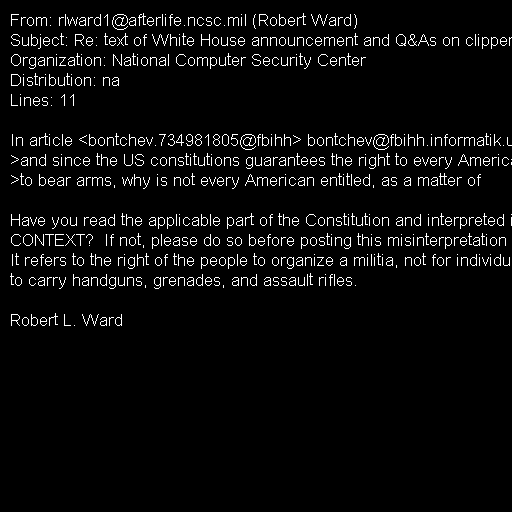 From: rlward1@afterlife.ncsc.mil (Robert Ward)
Subject: Re: text of White House announcement and Q&As on clipper
Organization: National Computer Security Center
Distribution: na
Lines: 11

In article <bontchev.734981805@fbihh> bontchev@fbihh.informatik.u
>and since the US constitutions guarantees the right to every America
>to bear arms, why is not every American entitled, as a matter of

Have you read the applicable part of the Constitution and interpreted i
CONTEXT?  If not, please do so before posting this misinterpretation
It refers to the right of the people to organize a militia, not for individu
to carry handguns, grenades, and assault rifles.

Robert L. Ward